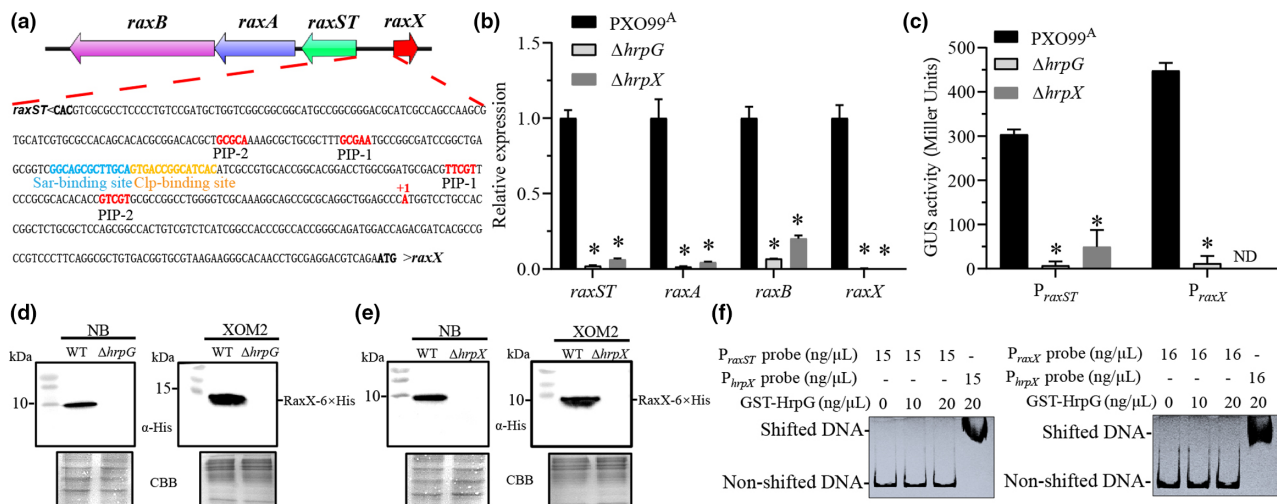 (a)
raxB raxA raxST raxX
raxST<CACGTCGCGCCTCCCCTGTCCGATGCTGGTCGGCGGCGGCATGCCGGCGGGACGCATCGCCAGCCAAGCG
TGCATCGTGCGCCACAGCACACGCGGACACGCTGCGCAAAAGCGCTGCGCTTTGCGAATGCCGGCGATCCGGCTGA
PIP-2 PIP-1
GCGGTCGGCAGCGCTTGCAGTGACCGGCATCACATCGCCGTGCACCGGCACGGACCTGGCGGATGCGACGTTCGTT
Sar-binding site Clp-binding site PIP-1
+1
CCCGCGCACACACCGTCGTGCGCCGGCCTGGGGTCGCAAAGGCAGCCGCGCAGGCTGGAGCCCATGGTCCTGCCAC
PIP-2
CGGCTCTGCGCTCCAGCGGCCACTGTCGTCTCATCGGCCACCCGCCACCGGGCAGATGGACCAGACGATCACGCCG
CCGTCCCTTCAGGCGCTGTGACGGTGCGTAAGAAGGGCACAACCTGCGAGGACGTCAGAATG >raxX
(b)
PXO99A
ΔhrpG
ΔhrpX
Relative expression
1.5
1.0
0.5
0.0
* * * * * * * *
raxST raxA raxB raxX
(c)
PXO99A
ΔhrpG
ΔhrpX
GUS activity (Miller Units)
500
400
300
200
100
0
* * * ND
PraxST PraxX
(d)
NB XOM2
kDa WT ΔhrpG kDa WT ΔhrpG
15
10 RaxX-6×His
α-His
CBB
(e)
NB XOM2
kDa WT ΔhrpX kDa WT ΔhrpX
10 10 RaxX-6×His
α-His
CBB
(f)
PraxST probe (ng/μL) 15 15 15 -
PhrpX probe (ng/μL) - - - 15
GST-HrpG (ng/μL) 0 10 20 20
Shifted DNA-
Non-shifted DNA-
PraxX probe (ng/μL) 16 16 16 -
PhrpX probe (ng/μL) - - - 16
GST-HrpG (ng/μL) 0 10 20 20
Shifted DNA-
Non-shifted DNA-